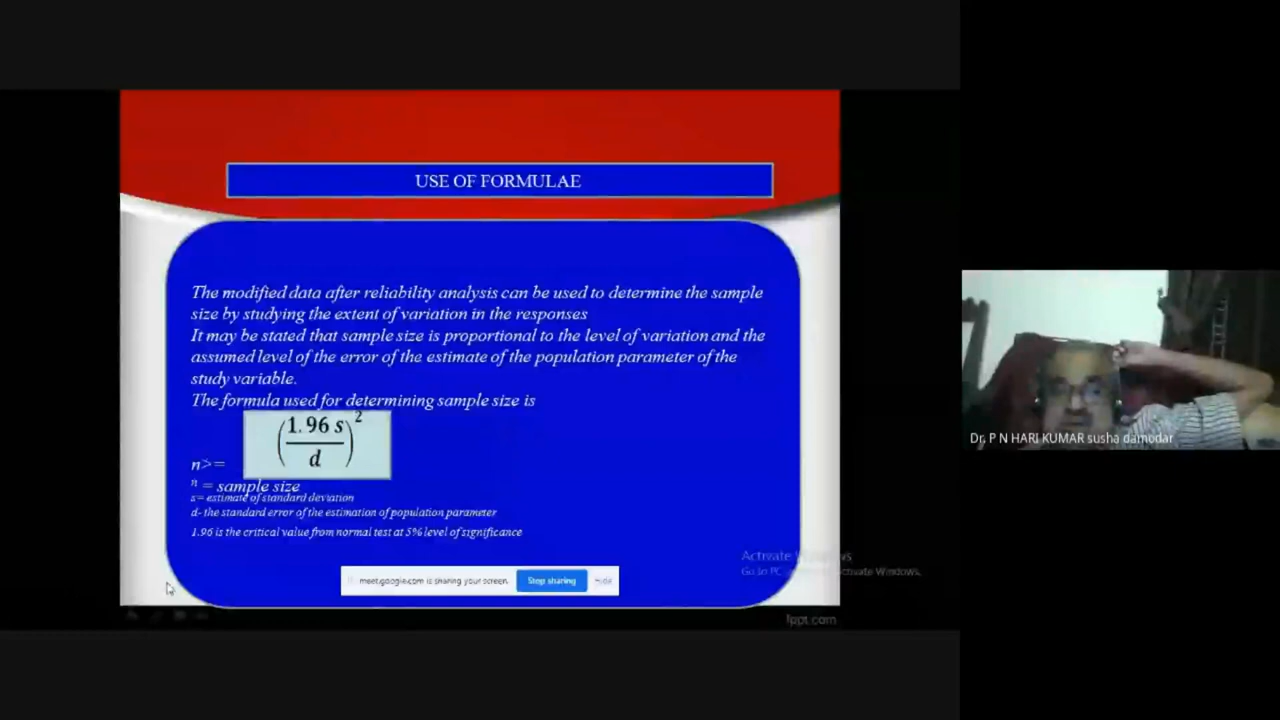 USE OF FORMULAE
The modified data after reliability analysis can be used to determine the sample
size by studying the extent of variation in the responses
It may be stated that sample size is proportional to the level of variation and the
assumed level of the error of the estimate of the population parameter of the
study variable.
The formula used for determining sample size is
n>= (1.96 s / d)²
n = sample size
s= estimate of standard deviation
d- the standard error of the estimation of population parameter
1.96 is the critical value from normal test at 5% level of significance
meet.google.com is sharing your screen. Stop sharing Hide
Activate Windows
Go to PC activate Windows.
fppt.com
Dr. P N HARI KUMAR susha damodar